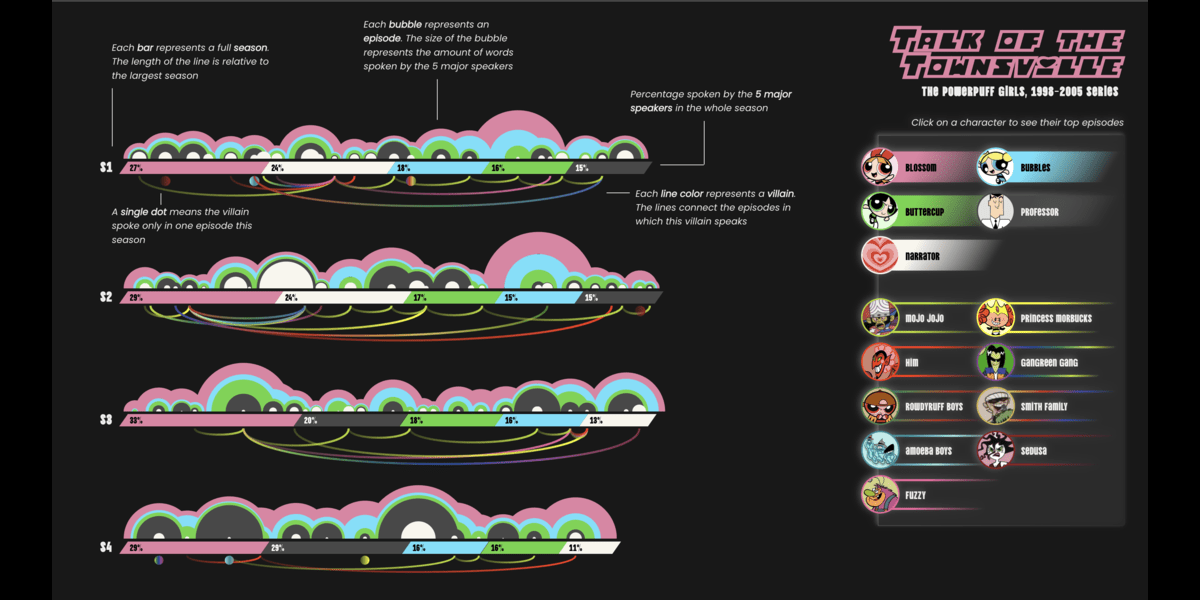 Each bar represents a full season.
The length of the line is relative to
the largest season
Each bubble represents an
episode. The size of the bubble
represents the amount of words
spoken by the 5 major speakers
Percentage spoken by the 5 major
speakers in the whole season
TALK OF THE
TOWNSVILLE
THE POWERPUFF GIRLS, 1998-2005 SERIES
Click on a character to see their top episodes
S1
27% 24% 18% 16% 15%
A single dot means the villain
spoke only in one episode this
season
Each line color represents a villain.
The lines connect the episodes in
which this villain speaks
S2
29% 24% 17% 15% 15%
S3
33% 20% 18% 16% 13%
S4
29% 29% 16% 16% 11%
BLOSSOM BUBBLES
BUTTERCUP PROFESSOR
NARRATOR
MOJO JOJO PRINCESS MORBUCKS
HIM GANGREEN GANG
ROWDYRUFF BOYS SMITH FAMILY
AMOEBA BOYS SEDUSA
FUZZY